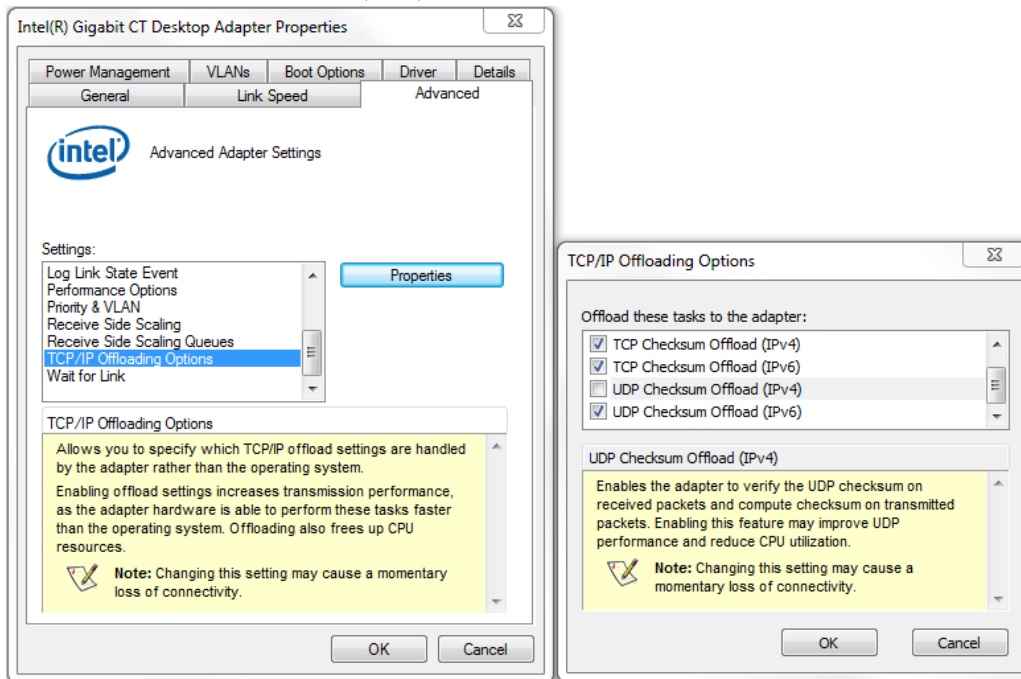 Intel(R) Gigabit CT Desktop Adapter Properties
Power Management VLANs Boot Options Driver Details
General Link Speed Advanced
intel
Advanced Adapter Settings
Settings:
Log Link State Event
Performance Options
Priority & VLAN
Receive Side Scaling
Receive Side Scaling Queues
TCP/IP Offloading Options
Wait for Link
Properties
TCP/IP Offloading Options
Allows you to specify which TCP/IP offload settings are handled
by the adapter rather than the operating system.
Enabling offload settings increases transmission performance,
as the adapter hardware is able to perform these tasks faster
than the operating system. Offloading also frees up CPU
resources.
Note: Changing this setting may cause a momentary
loss of connectivity.
OK Cancel
TCP/IP Offloading Options
Offload these tasks to the adapter:
TCP Checksum Offload (IPv4)
TCP Checksum Offload (IPv6)
UDP Checksum Offload (IPv4)
UDP Checksum Offload (IPv6)
UDP Checksum Offload (IPv4)
Enables the adapter to verify the UDP checksum on
received packets and compute checksum on transmitted
packets. Enabling this feature may improve UDP
performance and reduce CPU utilization.
Note: Changing this setting may cause a
momentary loss of connectivity.
OK Cancel